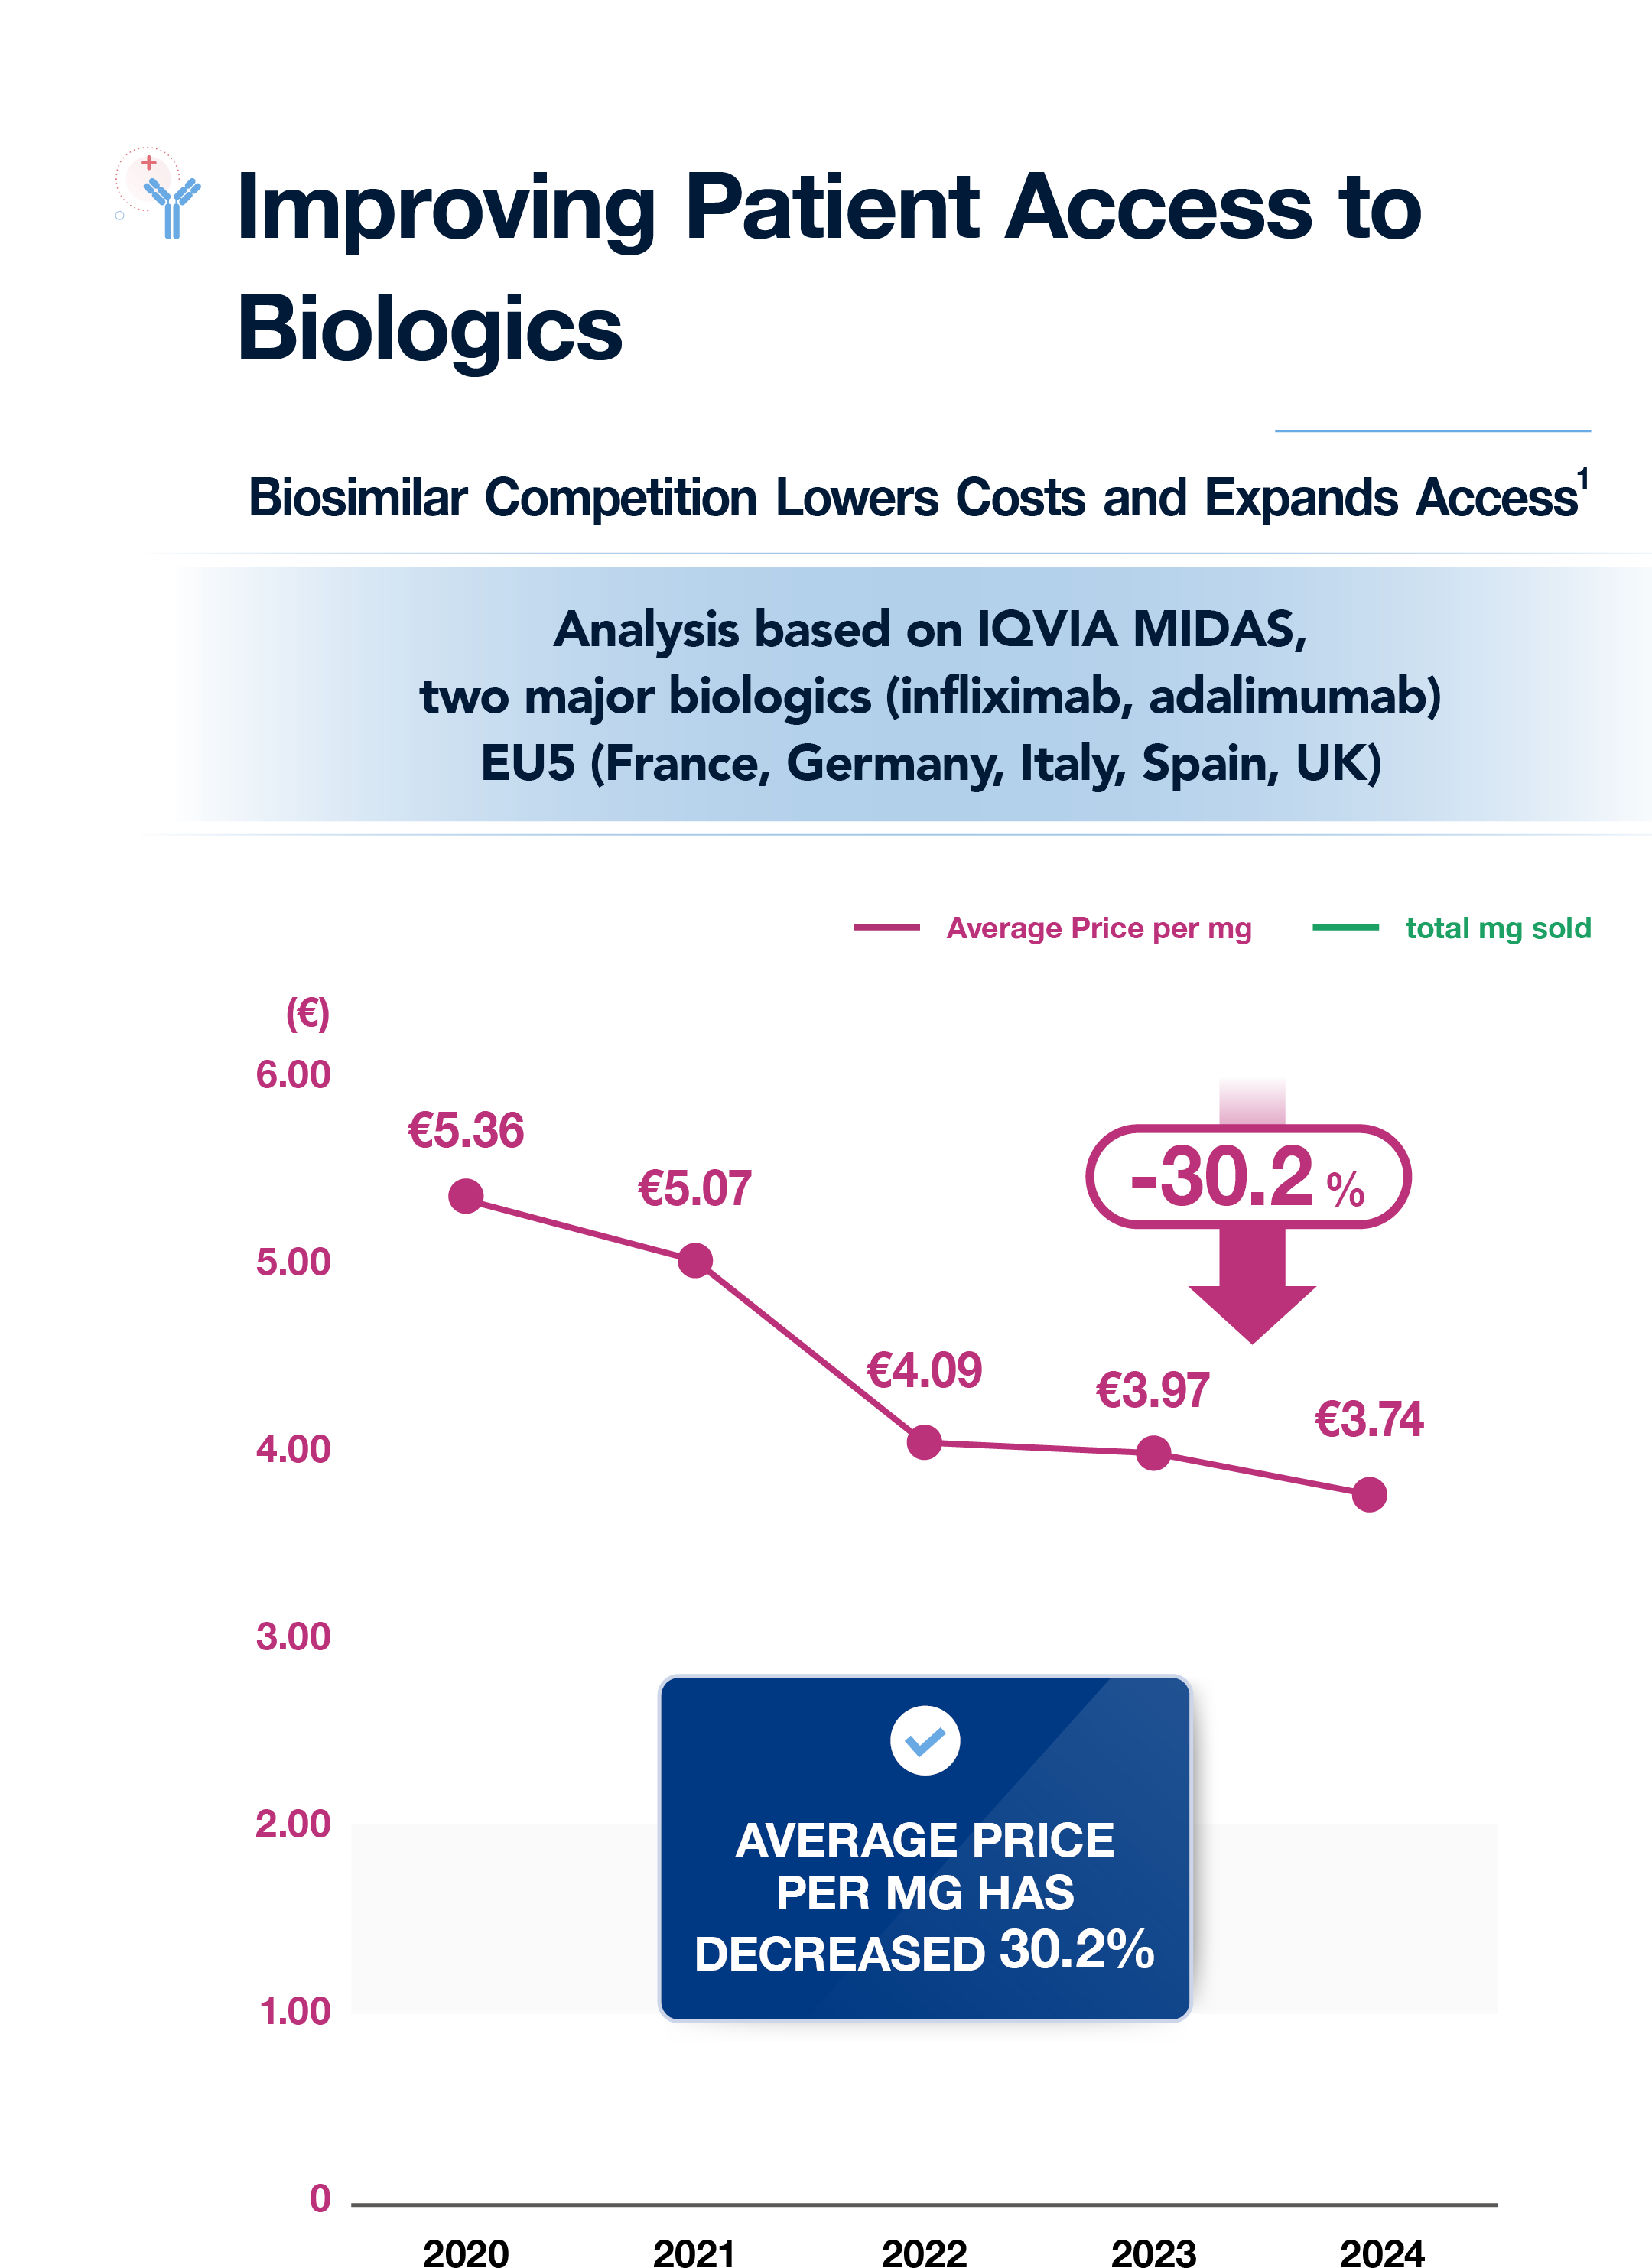 Improving Patient Access to
Biologics
Biosimilar Competition Lowers Costs and Expands Access1
Analysis based on IQVIA MIDAS,
two major biologics (infliximab, adalimumab)
EU5 (France, Germany, Italy, Spain, UK)
Average Price per mg
total mg sold
(€)
6.00
€5.36
€5.07
-30.2 %
5.00
€4.09
€3.97
€3.74
4.00
3.00
2.00
AVERAGE PRICE
PER MG HAS
DECREASED 30.2%
1.00
0
2020 2021 2022 2023 2024